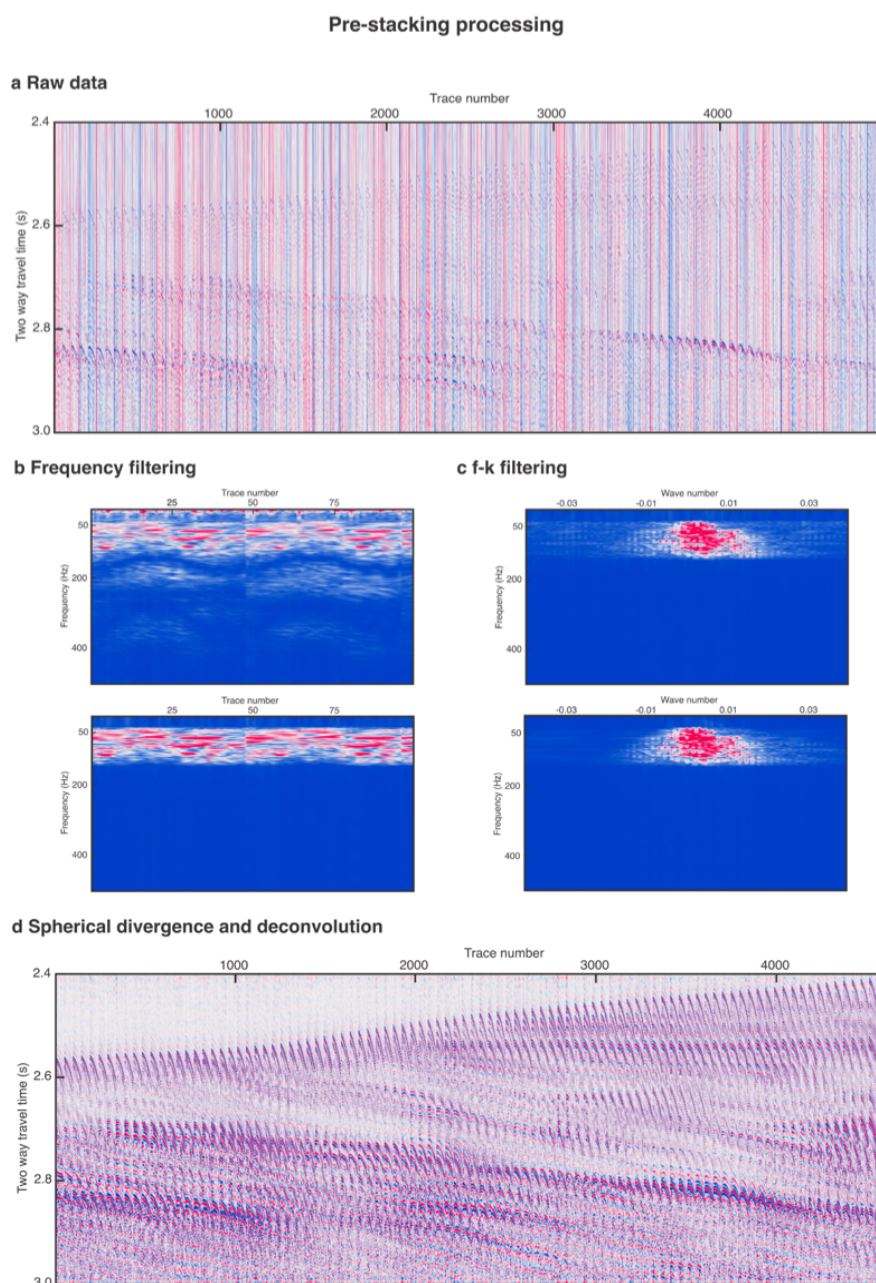 Pre-stacking processing
a Raw data
Trace number
1000 2000 3000 4000
Two way travel time (s)
2.4
2.6
2.8
3.0
b Frequency filtering
Trace number
25 50 75
Frequency (Hz)
50
200
400
Trace number
25 50 75
Frequency (Hz)
50
200
400
c f-k filtering
Wave number
-0.03 -0.01 0.01 0.03
Frequency (Hz)
50
200
400
Wave number
-0.03 -0.01 0.01 0.03
Frequency (Hz)
50
200
400
d Spherical divergence and deconvolution
Trace number
1000 2000 3000 4000
Two way travel time (s)
2.4
2.6
2.8
3.0